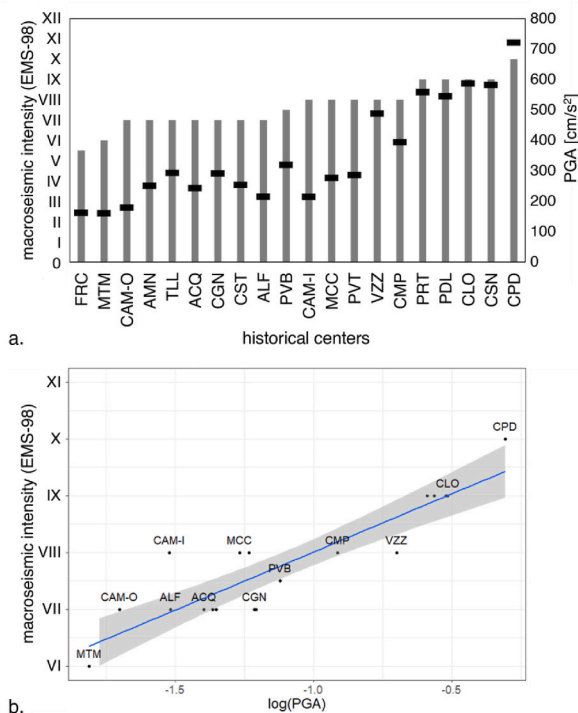 XII
XI
X
IX
VIII
VII
VI
V
IV
III
II
I
0
macroseismic intensity (EMS-98)
800
700
600
500
400
300
200
100
0
PGA [cm/s²]
FRC MTM CAM-O AMN TLL ACQ CGN CST ALF PVB CAM-I MCC PVT VZZ CMP PRT PDL CLO CSN CPD
historical centers
a.
macroseismic intensity (EMS-98)
XI
X
IX
VIII
VII
VI
CPD
CLO
CAM-I MCC CMP VZZ
PVB
CAM-O ALF ACQ CGN
MTM
-1.5 -1.0 -0.5
log(PGA)
b.